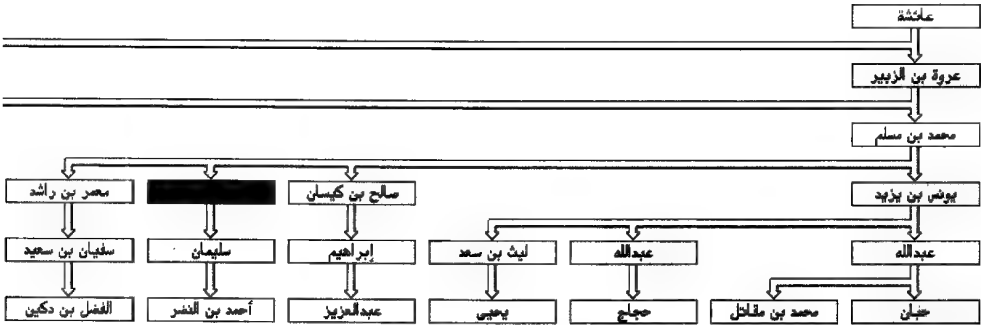 عائشة
عروة بن الزبير
محمد بن مسلم
يونس بن يزيد
صالح بن كيسان
معمر بن راشد
عبدالله
عبدالله
ليث بن سعد
إبراهيم
سليمان
سفيان بن سعيد
حبان
محمد بن مقاتل
حجاج
يحيى
عبدالعزيز
أحمد بن النضر
الفضل بن دكين